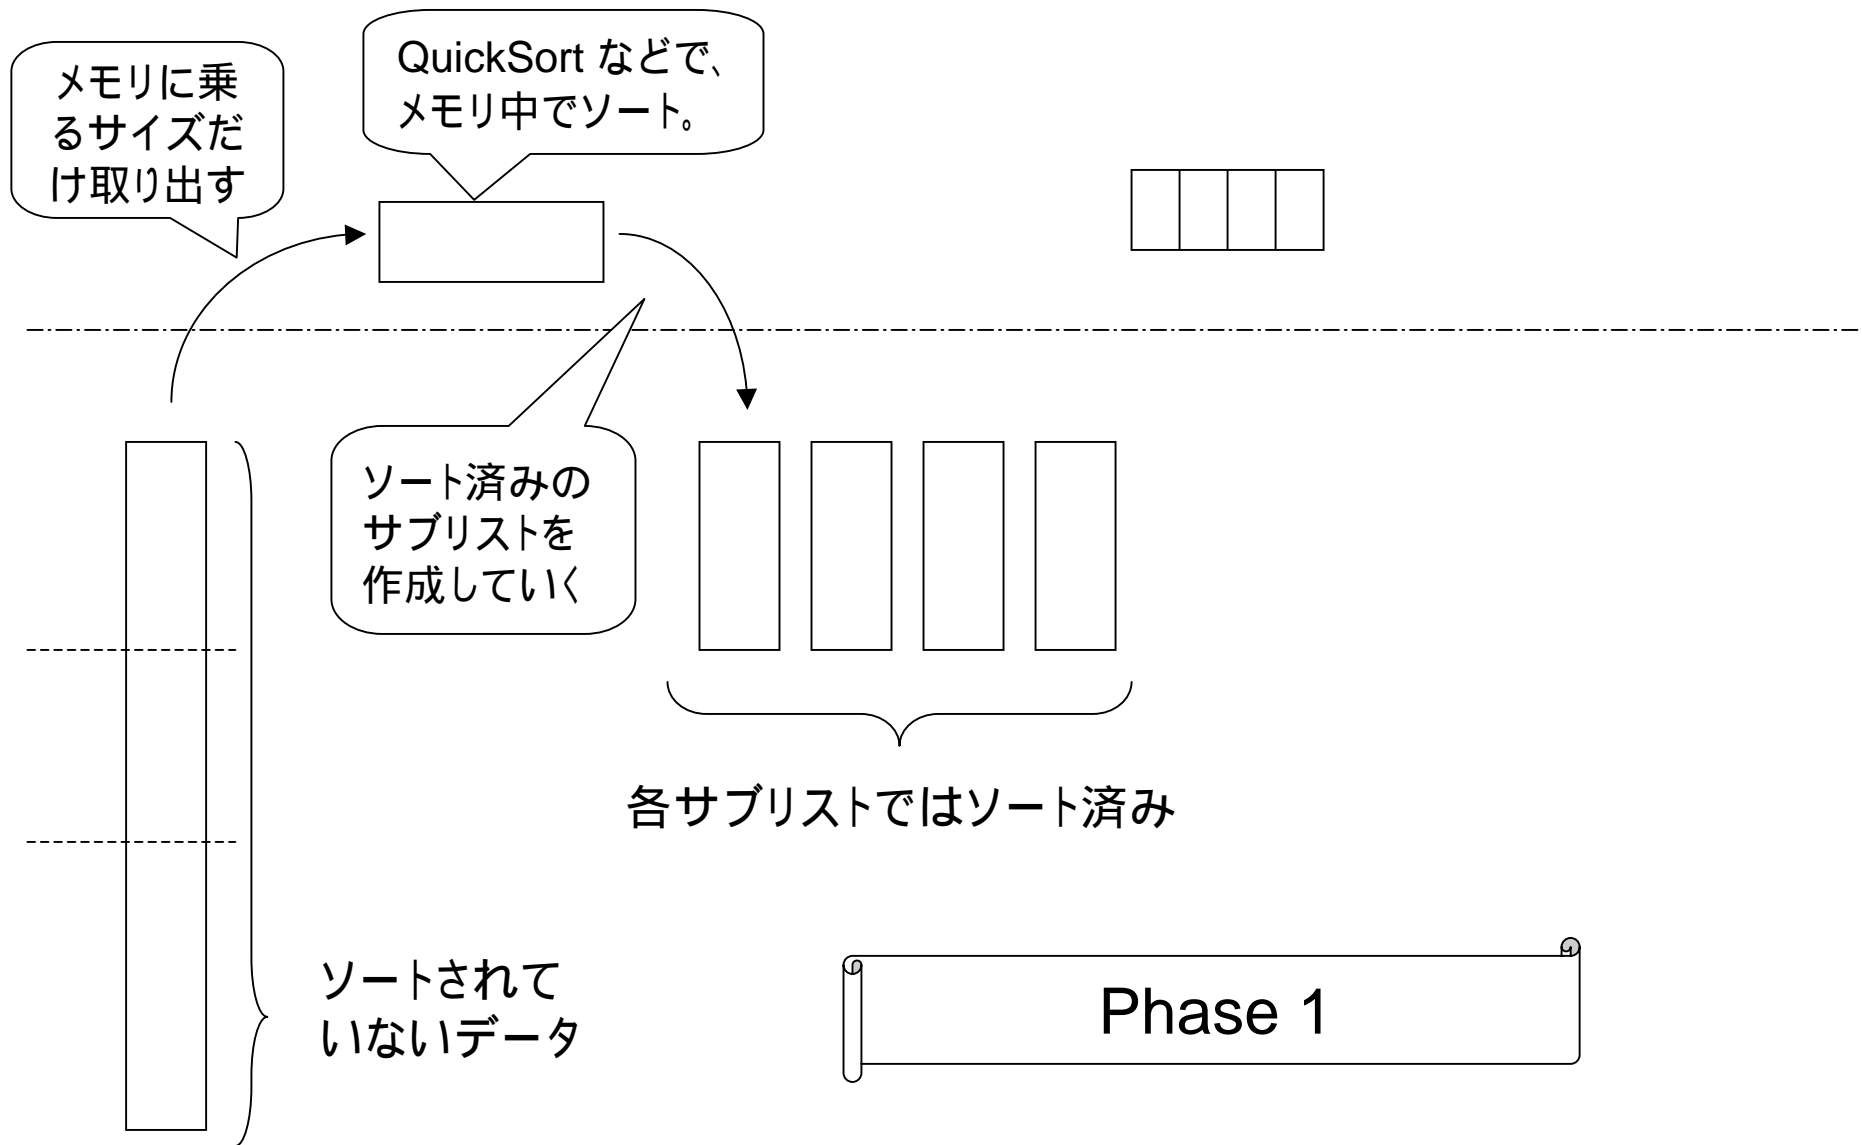 メモリに乗
るサイズだ
け取り出す
QuickSort などで、
メモリ中でソート。
ソート済みの
サブリストを
作成していく
各サブリストではソート済み
ソートされて
いないデータ
Phase 1